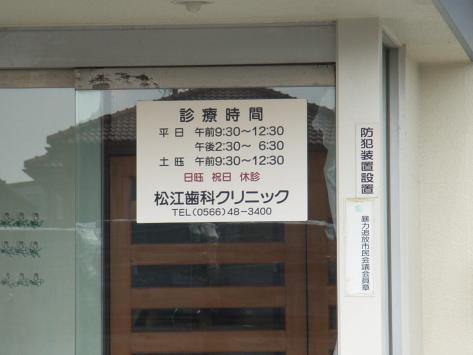 診療時間
平日 午前9:30～12:30
午後2:30～ 6:30
土旺 午前9:30～12:30
日旺 祝日 休診
松江歯科クリニック
TEL(0566)48-3400
防犯装置設置
暴力追放市民会議会員章